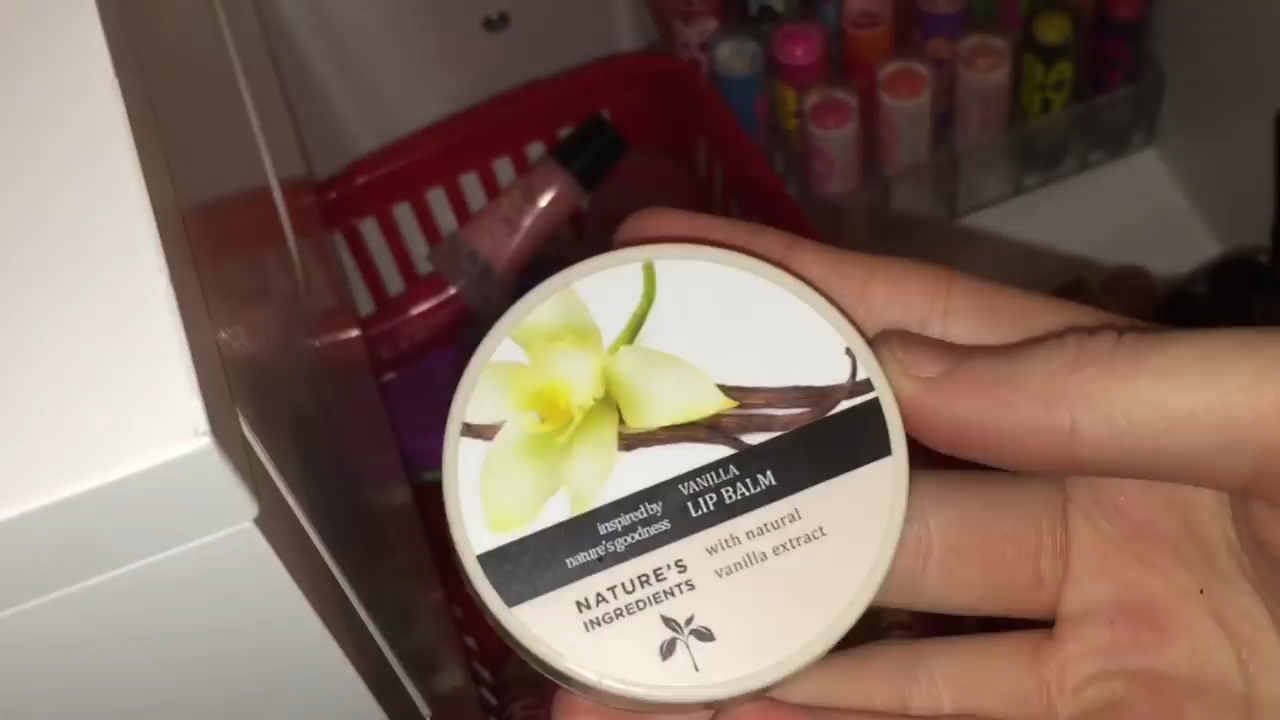 inspired by
nature's goodness
VANILLA
LIP BALM
NATURE'S
INGREDIENTS
with natural
vanilla extract